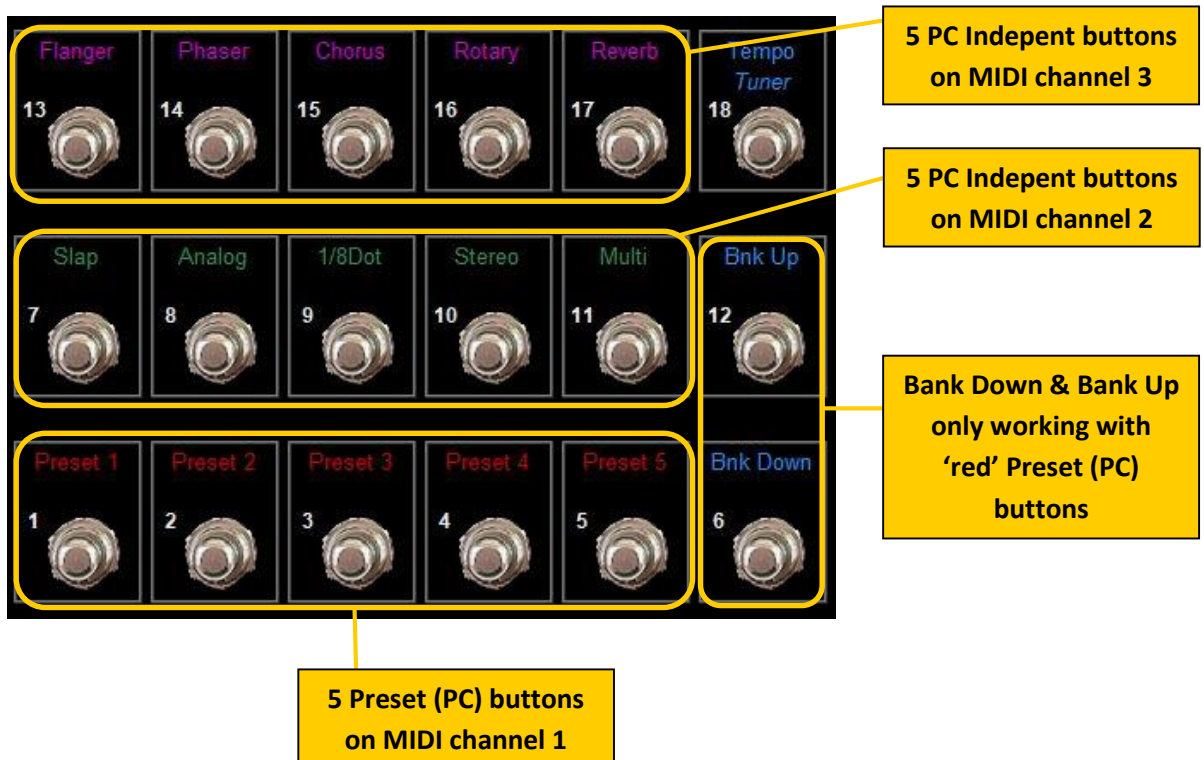 Flanger Phaser Chorus Rotary Reverb Tempo
Tuner
13 14 15 16 17 18
5 PC Indepent buttons
on MIDI channel 3
Slap Analog 1/8Dot Stereo Multi Bnk Up
7 8 9 10 11 12
5 PC Indepent buttons
on MIDI channel 2
Preset 1 Preset 2 Preset 3 Preset 4 Preset 5 Bnk Down
1 2 3 4 5 6
Bank Down & Bank Up
only working with
‘red’ Preset (PC)
buttons
5 Preset (PC) buttons
on MIDI channel 1